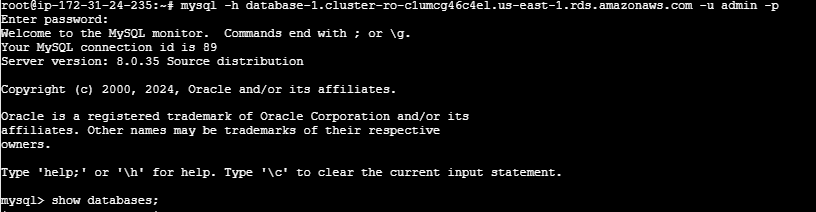 root@ip-172-31-24-235:~# mysql -h database-1.cluster-ro-c1umcg46c4el.us-east-1.rds.amazonaws.com -u admin -p
Enter password:
Welcome to the MySQL monitor.  Commands end with ; or \g.
Your MySQL connection id is 89
Server version: 8.0.35 Source distribution
Copyright (c) 2000, 2024, Oracle and/or its affiliates.
Oracle is a registered trademark of Oracle Corporation and/or its
affiliates. Other names may be trademarks of their respective
owners.
Type 'help;' or '\h' for help. Type '\c' to clear the current input statement.
mysql> show databases;